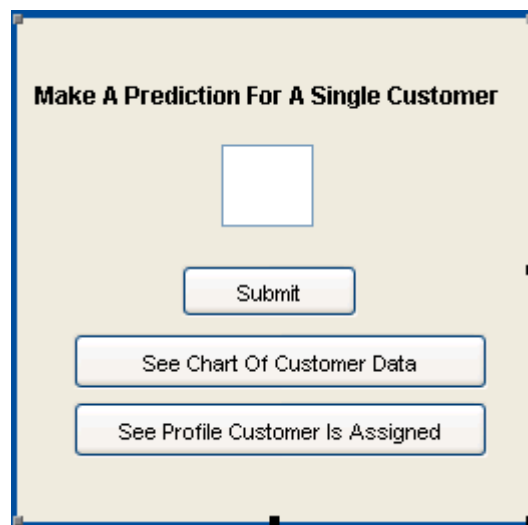 Make A Prediction For A Single Customer
Submit
See Chart Of Customer Data
See Profile Customer Is Assigned